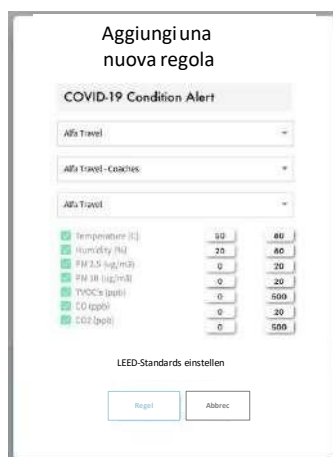 Aggiungi una
nuova regola
COVID-19 Condition Alert
Alfa Travel
Alfa Travel - Coaches
Alfa Travel
Temperature (C) 60 80
Humidity (%) 20 60
PM 2.5 (ug/m3) 0 20
PM 10 (ug/m3) 0 20
TVOC's (ppb) 0 600
CO (ppb) 0 20
CO2 (ppb) 0 500
LEED-Standards einstellen
Regel Abbrec